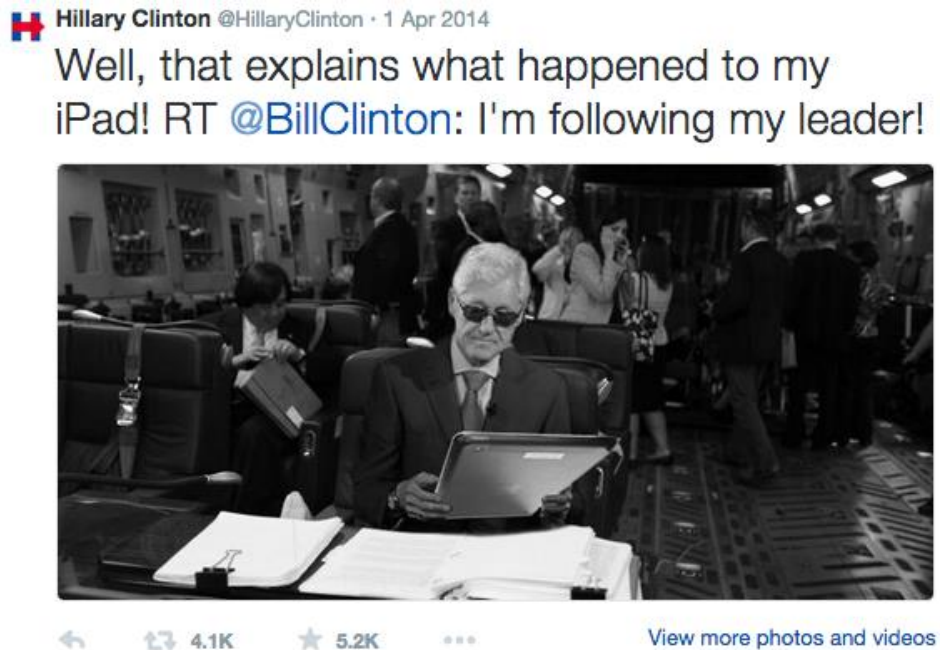 Hillary Clinton @HillaryClinton · 1 Apr 2014
Well, that explains what happened to my
iPad! RT @BillClinton: I'm following my leader!
4.1K 5.2K View more photos and videos